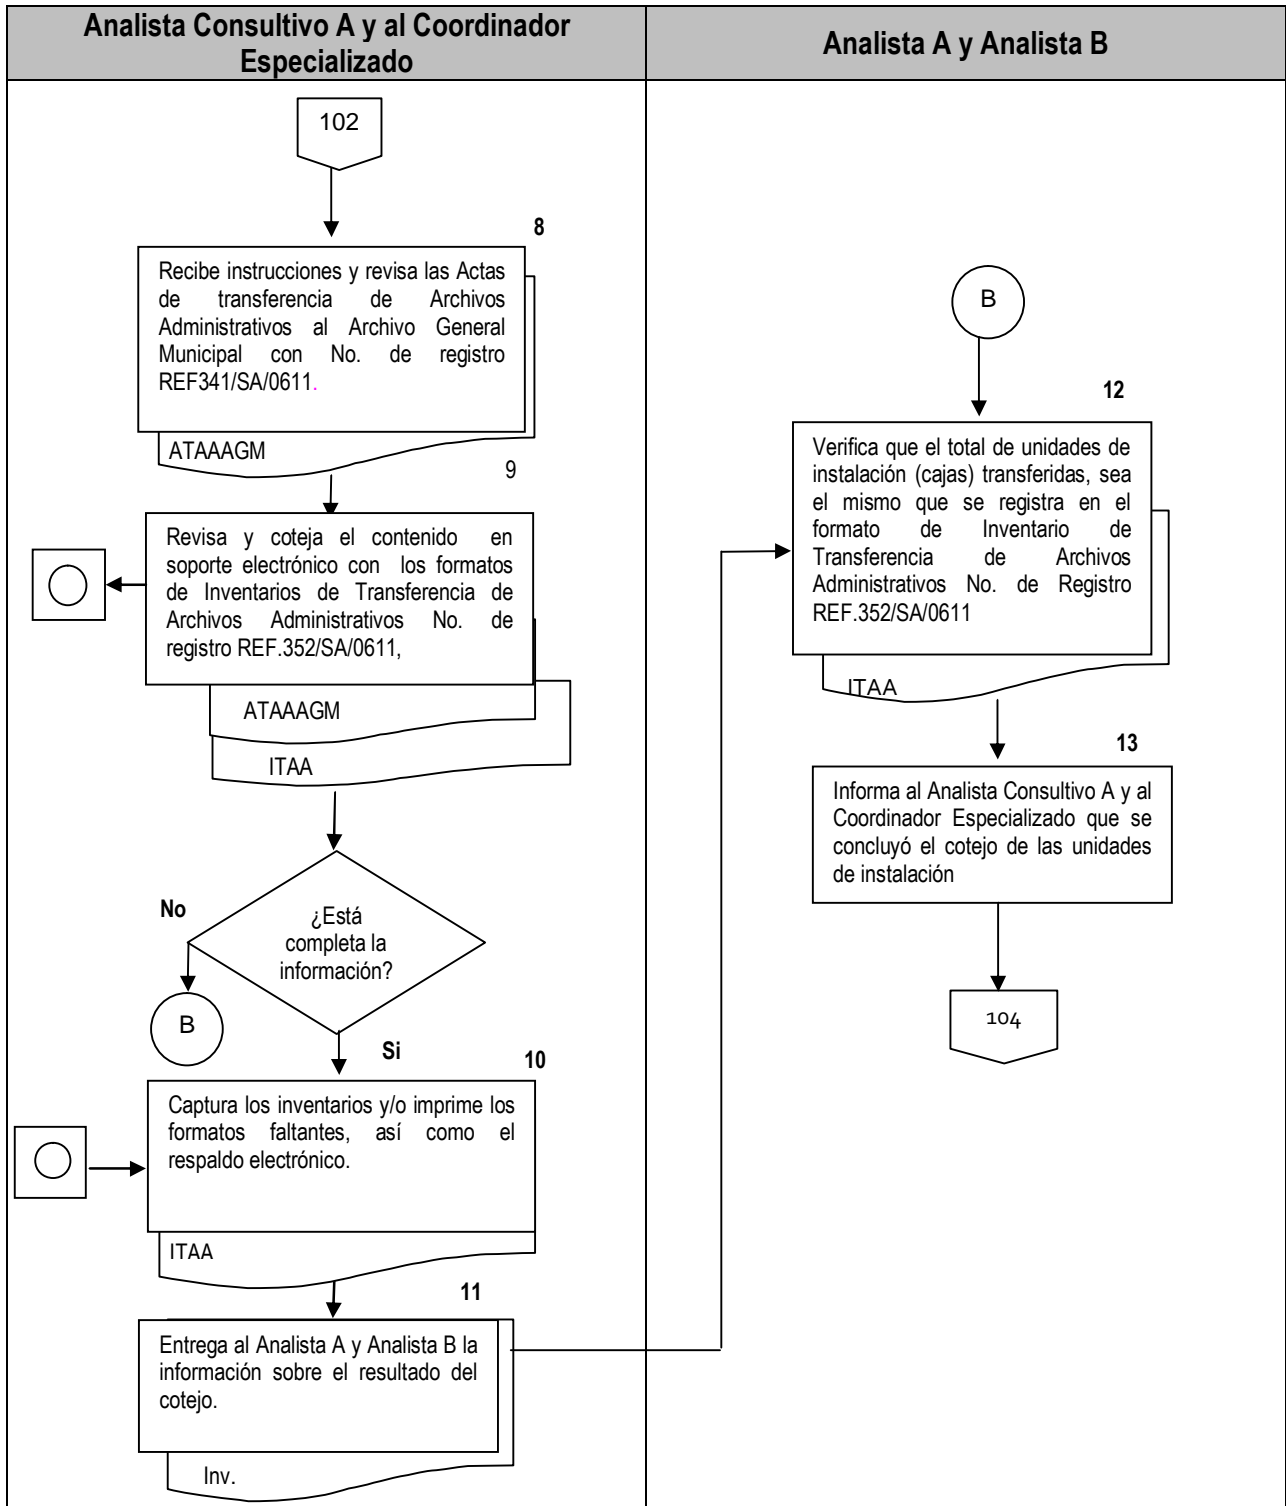 Analista Consultivo A y al Coordinador
Especializado
Analista A y Analista B
102
8
Recibe instrucciones y revisa las Actas
de transferencia de Archivos
Administrativos al Archivo General
Municipal con No. de registro
REF341/SA/0611.
ATAAAGM
9
Revisa y coteja el contenido en
soporte electrónico con los formatos
de Inventarios de Transferencia de
Archivos Administrativos No. de
registro REF.352/SA/0611,
ATAAAGM
ITAA
No
¿Está
completa la
información?
B
Si
10
Captura los inventarios y/o imprime los
formatos faltantes, así como el
respaldo electrónico.
ITAA
11
Entrega al Analista A y Analista B la
información sobre el resultado del
cotejo.
Inv.
B
12
Verifica que el total de unidades de
instalación (cajas) transferidas, sea
el mismo que se registra en el
formato de Inventario de
Transferencia de Archivos
Administrativos No. de Registro
REF.352/SA/0611
ITAA
13
Informa al Analista Consultivo A y al
Coordinador Especializado que se
concluyó el cotejo de las unidades
de instalación
104